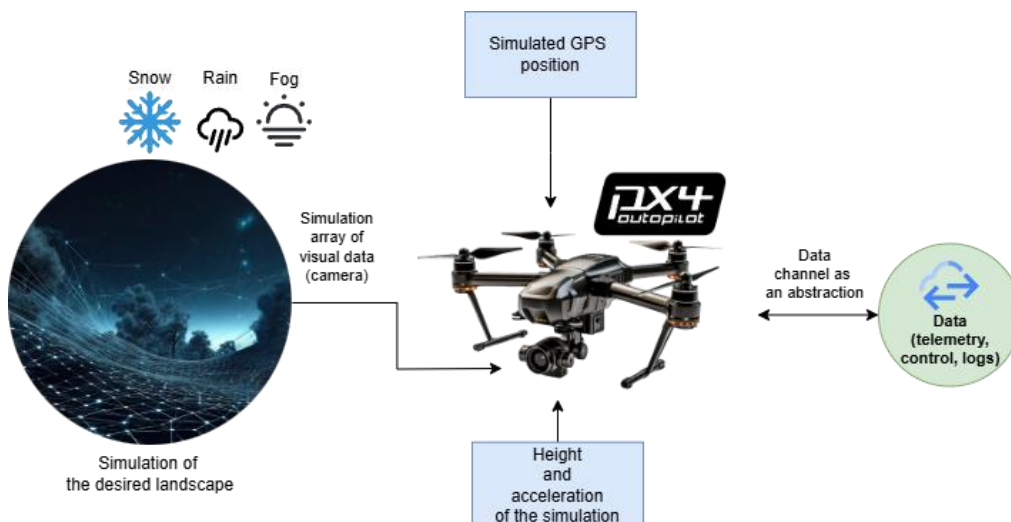 Simulated GPS
position
Snow
Rain
Fog
px4
autopilot
Simulation
array of
visual data
(camera)
Data
channel as
an abstraction
Data
(telemetry,
control, logs)
Simulation of
the desired landscape
Height
and
acceleration
of the simulation